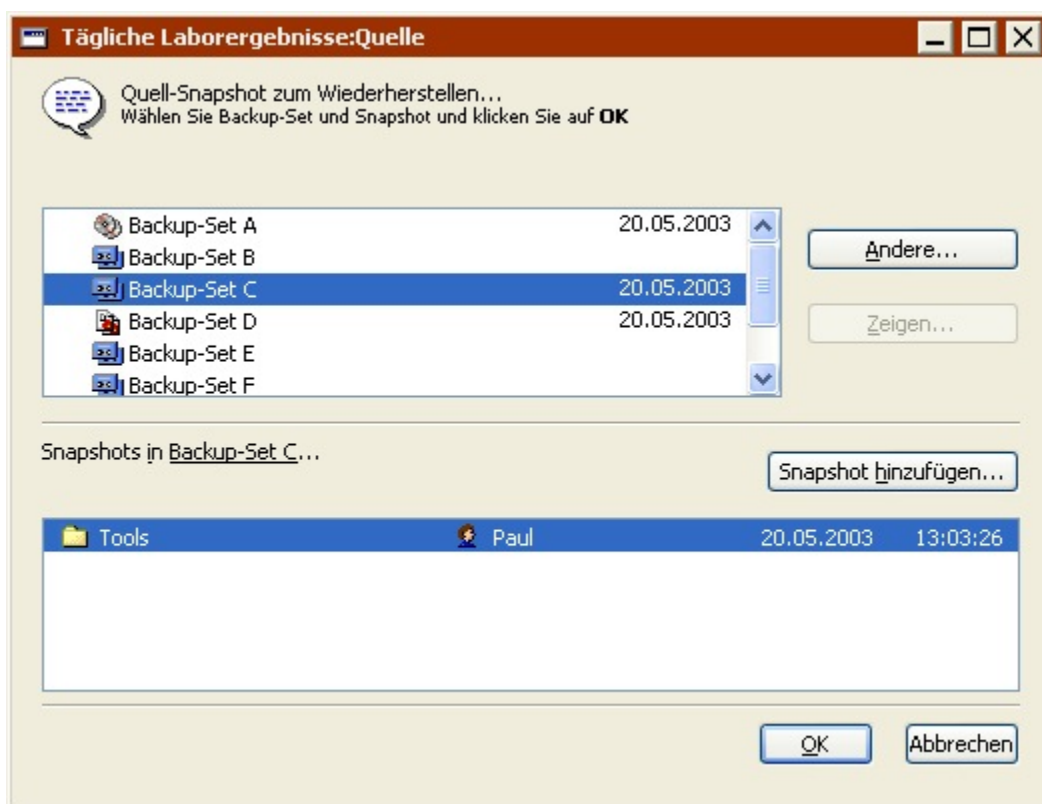 Tägliche Laborergebnisse:Quelle
Quell-Snapshot zum Wiederherstellen...
Wählen Sie Backup-Set und Snapshot und klicken Sie auf OK
Backup-Set A 20.05.2003
Backup-Set B
Backup-Set C 20.05.2003
Backup-Set D 20.05.2003
Backup-Set E
Backup-Set F
Andere...
Zeigen...
Snapshots in Backup-Set C...
Snapshot hinzufügen...
Tools Paul 20.05.2003 13:03:26
OK Abbrechen